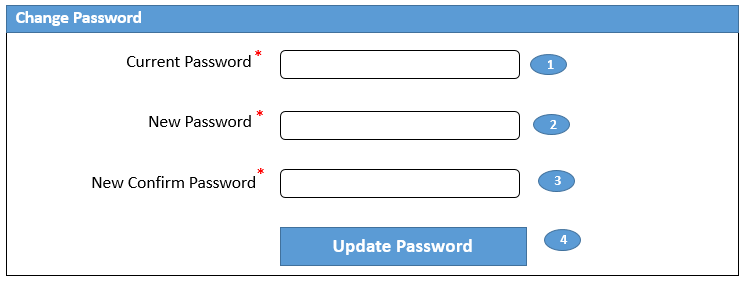 Change Password
Current Password* 1
New Password * 2
New Confirm Password* 3
Update Password 4